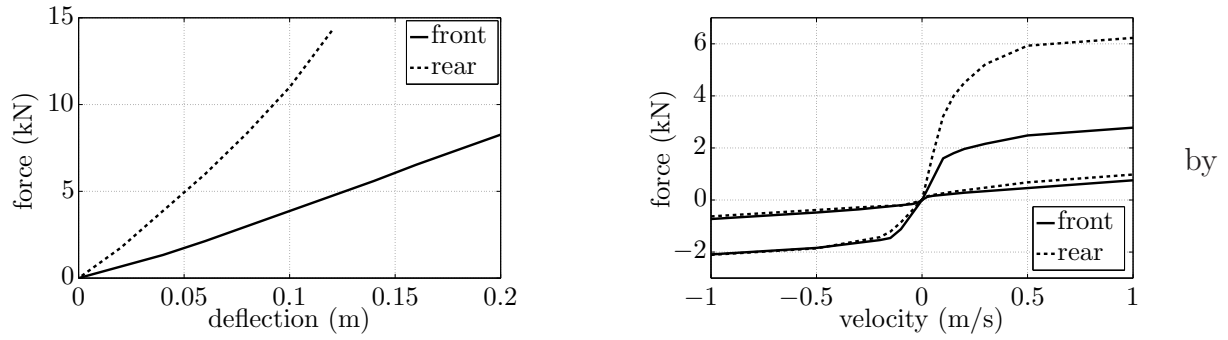 15
10
5
0
0
0.05
0.1
0.15
0.2
force (kN)
deflection (m)
front
rear
6
4
2
0
−2
−1
−0.5
0
0.5
1
force (kN)
velocity (m/s)
front
rear
by